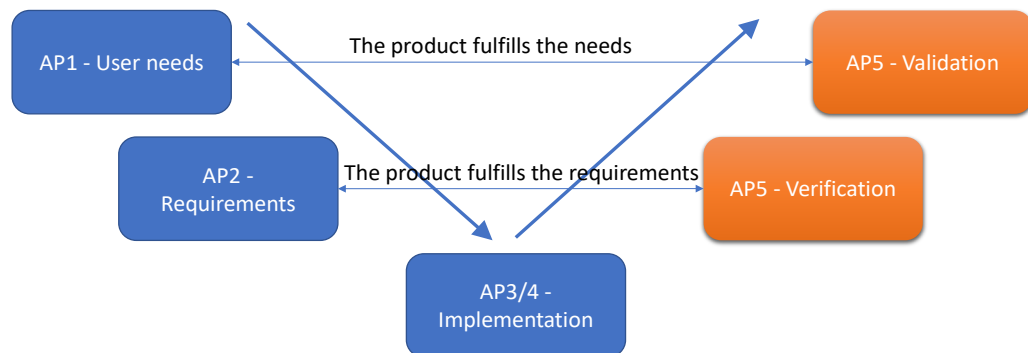 The product fulfills the needs
AP1 - User needs
AP5 - Validation
AP2 -
Requirements
The product fulfills the requirements
AP5 - Verification
AP3/4 -
Implementation